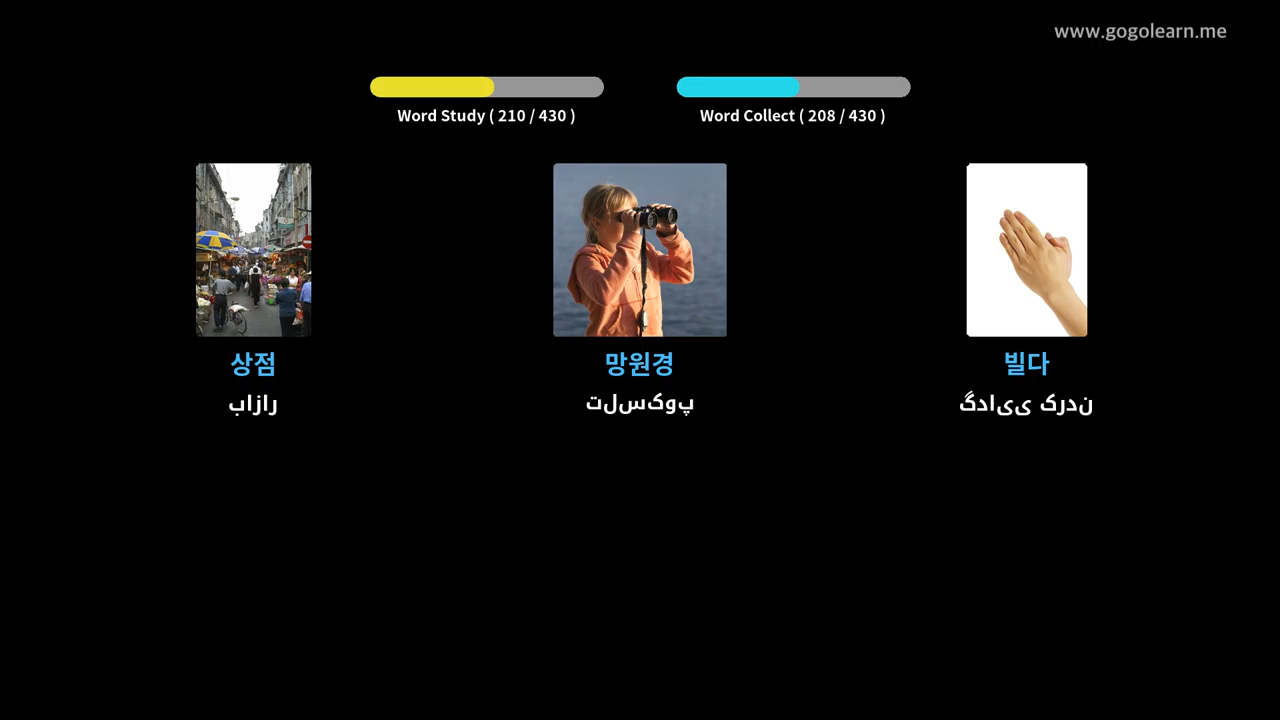 www.gogolearn.me
Word Study ( 210 / 430 )
Word Collect ( 208 / 430 )
상점
망원경
빌다
رازاب
پوکسلت
ندرک ییادگ